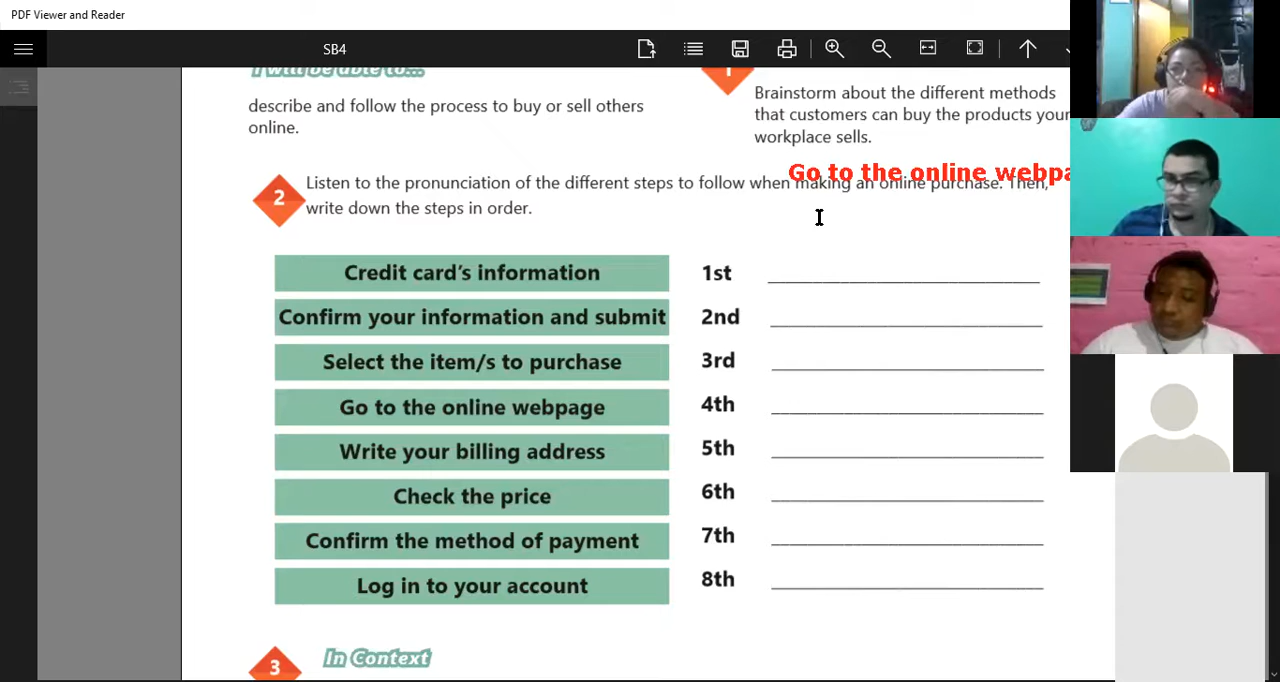 PDF Viewer and Reader
SB4
I will be able to...
1
describe and follow the process to buy or sell others
online.
Brainstorm about the different methods
that customers can buy the products your
workplace sells.
Go to the online webpa
2
Listen to the pronunciation of the different steps to follow when making an online purchase. Then,
write down the steps in order.
Credit card's information
1st
Confirm your information and submit
2nd
Select the item/s to purchase
3rd
Go to the online webpage
4th
Write your billing address
5th
Check the price
6th
Confirm the method of payment
7th
Log in to your account
8th
3
In Context